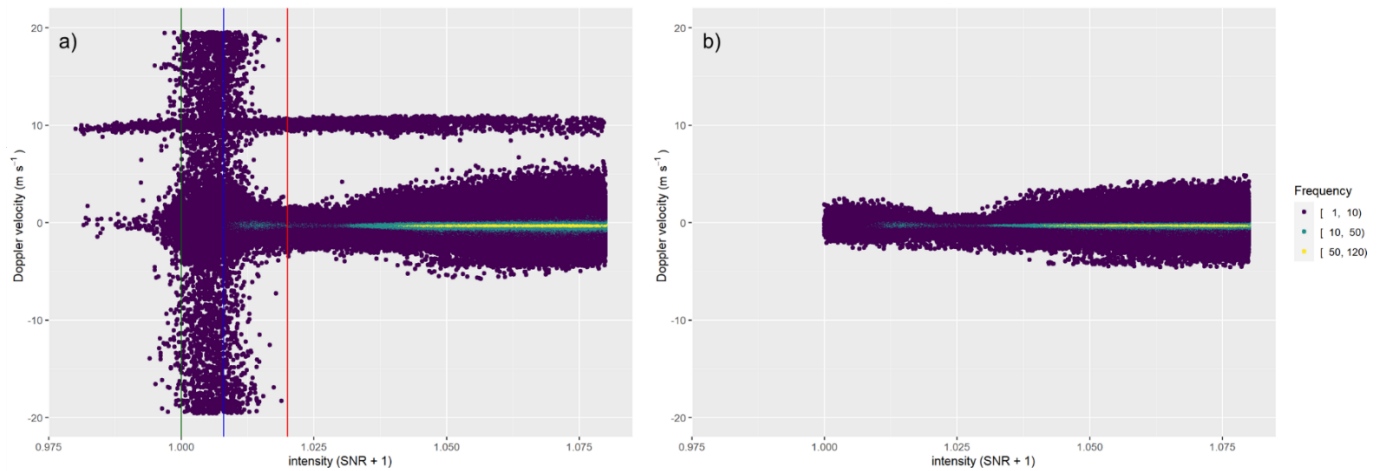 a)
Doppler velocity (m s⁻¹)
20
10
0
-10
-20
0.975
1.000
1.025
1.050
1.075
intensity (SNR + 1)
b)
Doppler velocity (m s⁻¹)
20
10
0
-10
-20
0.975
1.000
1.025
1.050
1.075
intensity (SNR + 1)
Frequency
[ 1, 10)
[ 10, 50)
[ 50, 120)